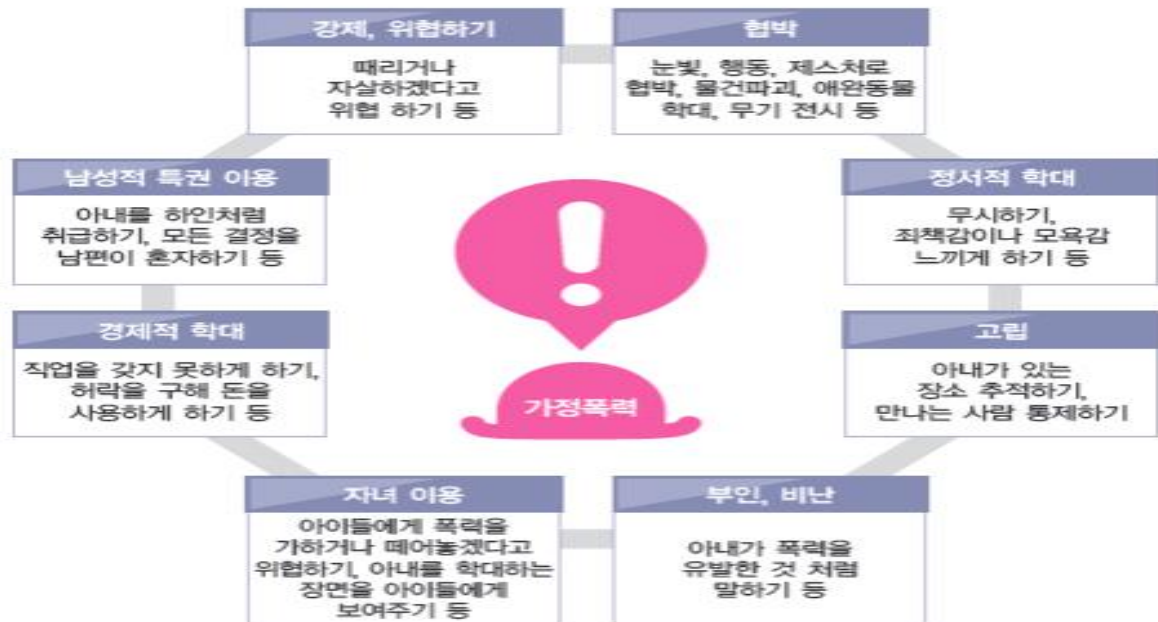 강제, 위협하기
때리거나
자살하겠다고
위협 하기 등
협박
눈빛, 행동, 제스처로
협박, 물건파괴, 애완동물
학대, 무기 전시 등
남성적 특권 이용
아내를 하인처럼
취급하기, 모든 결정을
남편이 혼자하기 등
정서적 학대
무시하기,
죄책감이나 모욕감
느끼게 하기 등
경제적 학대
직업을 갖지 못하게 하기,
허락을 구해 돈을
사용하게 하기 등
가정폭력
고립
아내가 있는
장소 추적하기,
만나는 사람 통제하기
자녀 이용
아이들에게 폭력을
가하거나 떼어놓겠다고
위협하기, 아내를 학대하는
장면을 아이들에게
보여주기 등
부인, 비난
아내가 폭력을
유발한 것 처럼
말하기 등